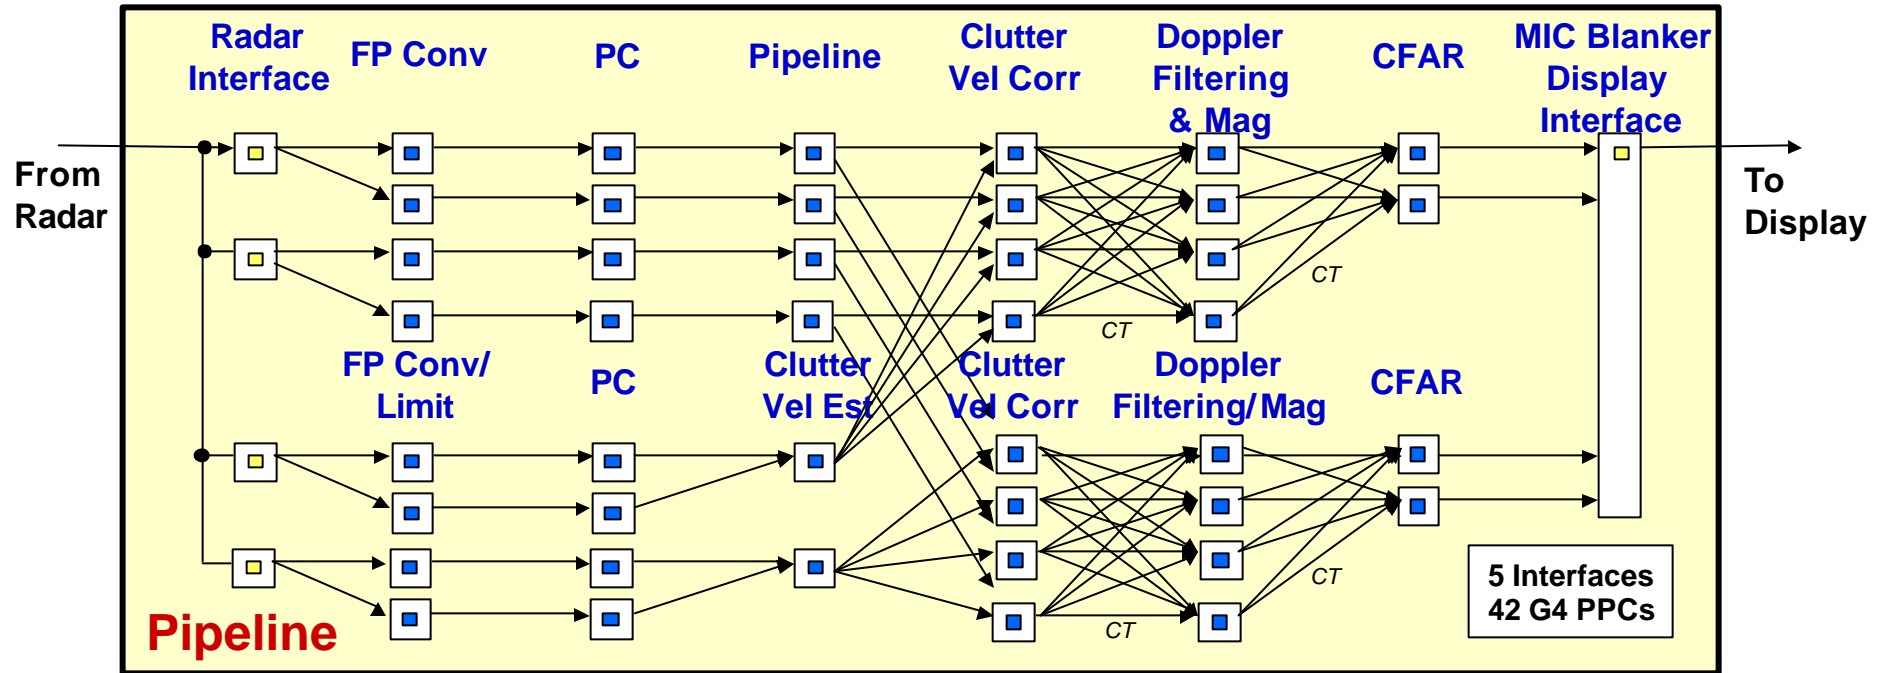 Radar
Interface
FP Conv
PC
Pipeline
Clutter
Vel Corr
Doppler
Filtering
& Mag
CFAR
MIC Blanker
Display
Interface
From
Radar
To
Display
CT
CT
FP Conv/
Limit
PC
Clutter
Vel Est
Clutter
Vel Corr
Doppler
Filtering/Mag
CFAR
CT
CT
5 Interfaces
42 G4 PPCs
Pipeline